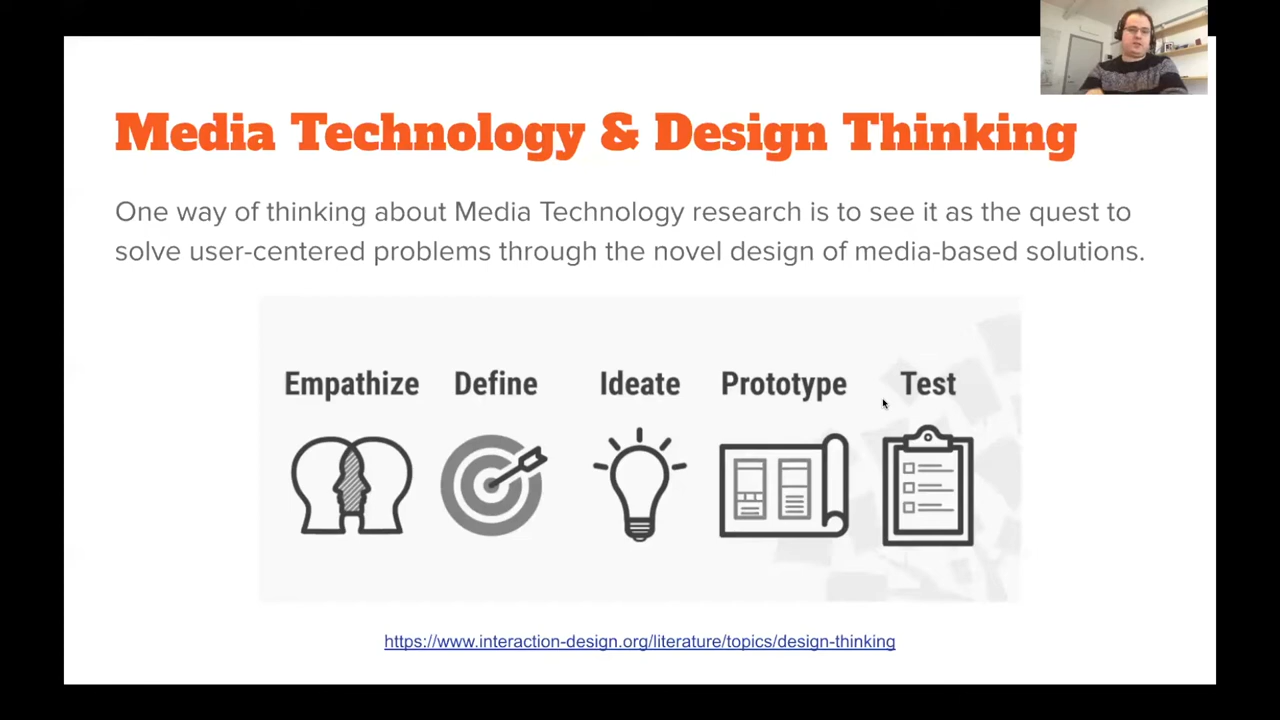 Media Technology & Design Thinking
One way of thinking about Media Technology research is to see it as the quest to
solve user-centered problems through the novel design of media-based solutions.
Empathize Define Ideate Prototype Test
https://www.interaction-design.org/literature/topics/design-thinking